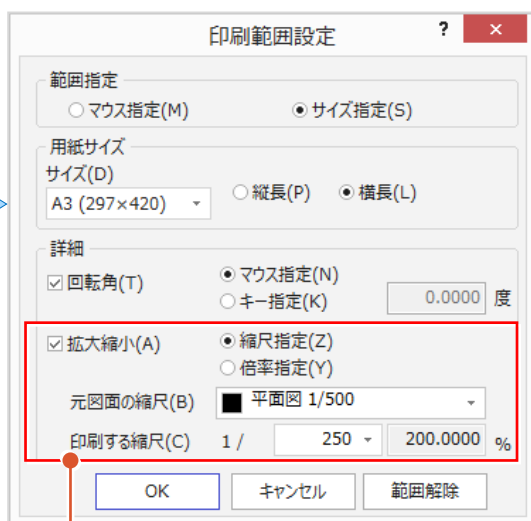 印刷範囲設定 ? ×
範囲指定
マウス指定(M) サイズ指定(S)
用紙サイズ
サイズ(D)
A3 (297×420) 縦長(P) 横長(L)
詳細
回転角(T) マウス指定(N)
キー指定(K) 0.0000 度
拡大縮小(A) 縮尺指定(Z)
倍率指定(Y)
元図面の縮尺(B) 平面図 1/500
印刷する縮尺(C) 1 / 250 200.0000 %
OK キャンセル 範囲解除